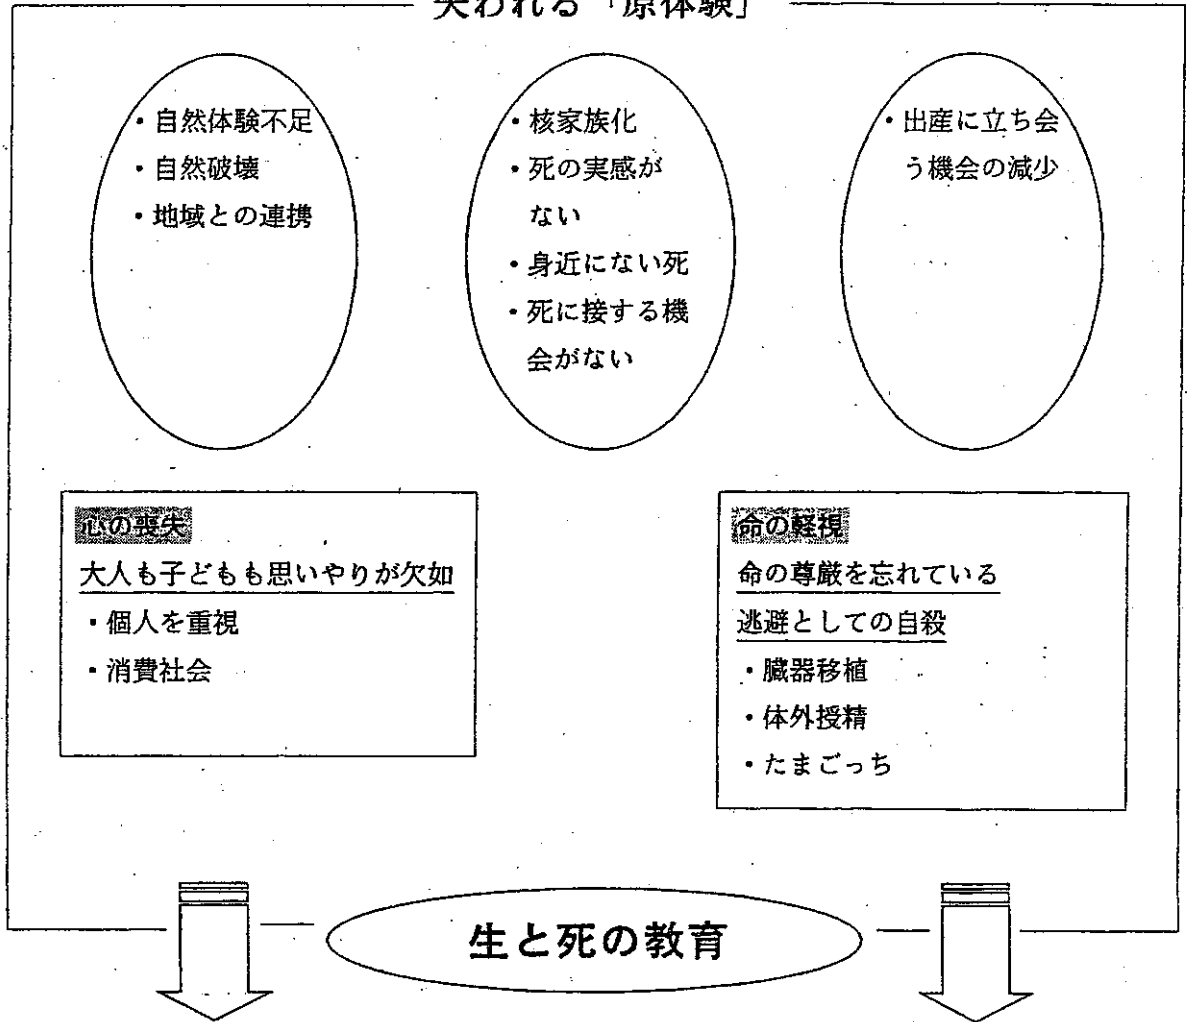 失われる「原体験」
・自然体験不足
・自然破壊
・地域との連携
・核家族化
・死の実感が
ない
・身近にない死
・死に接する機
会がない
・出産に立ち会
う機会の減少
心の喪失
大人も子どもも思いやりが欠如
・個人を重視
・消費社会
命の軽視
命の尊厳を忘れている
逃避としての自殺
・臓器移植
・体外授精
・たまごっち
生と死の教育